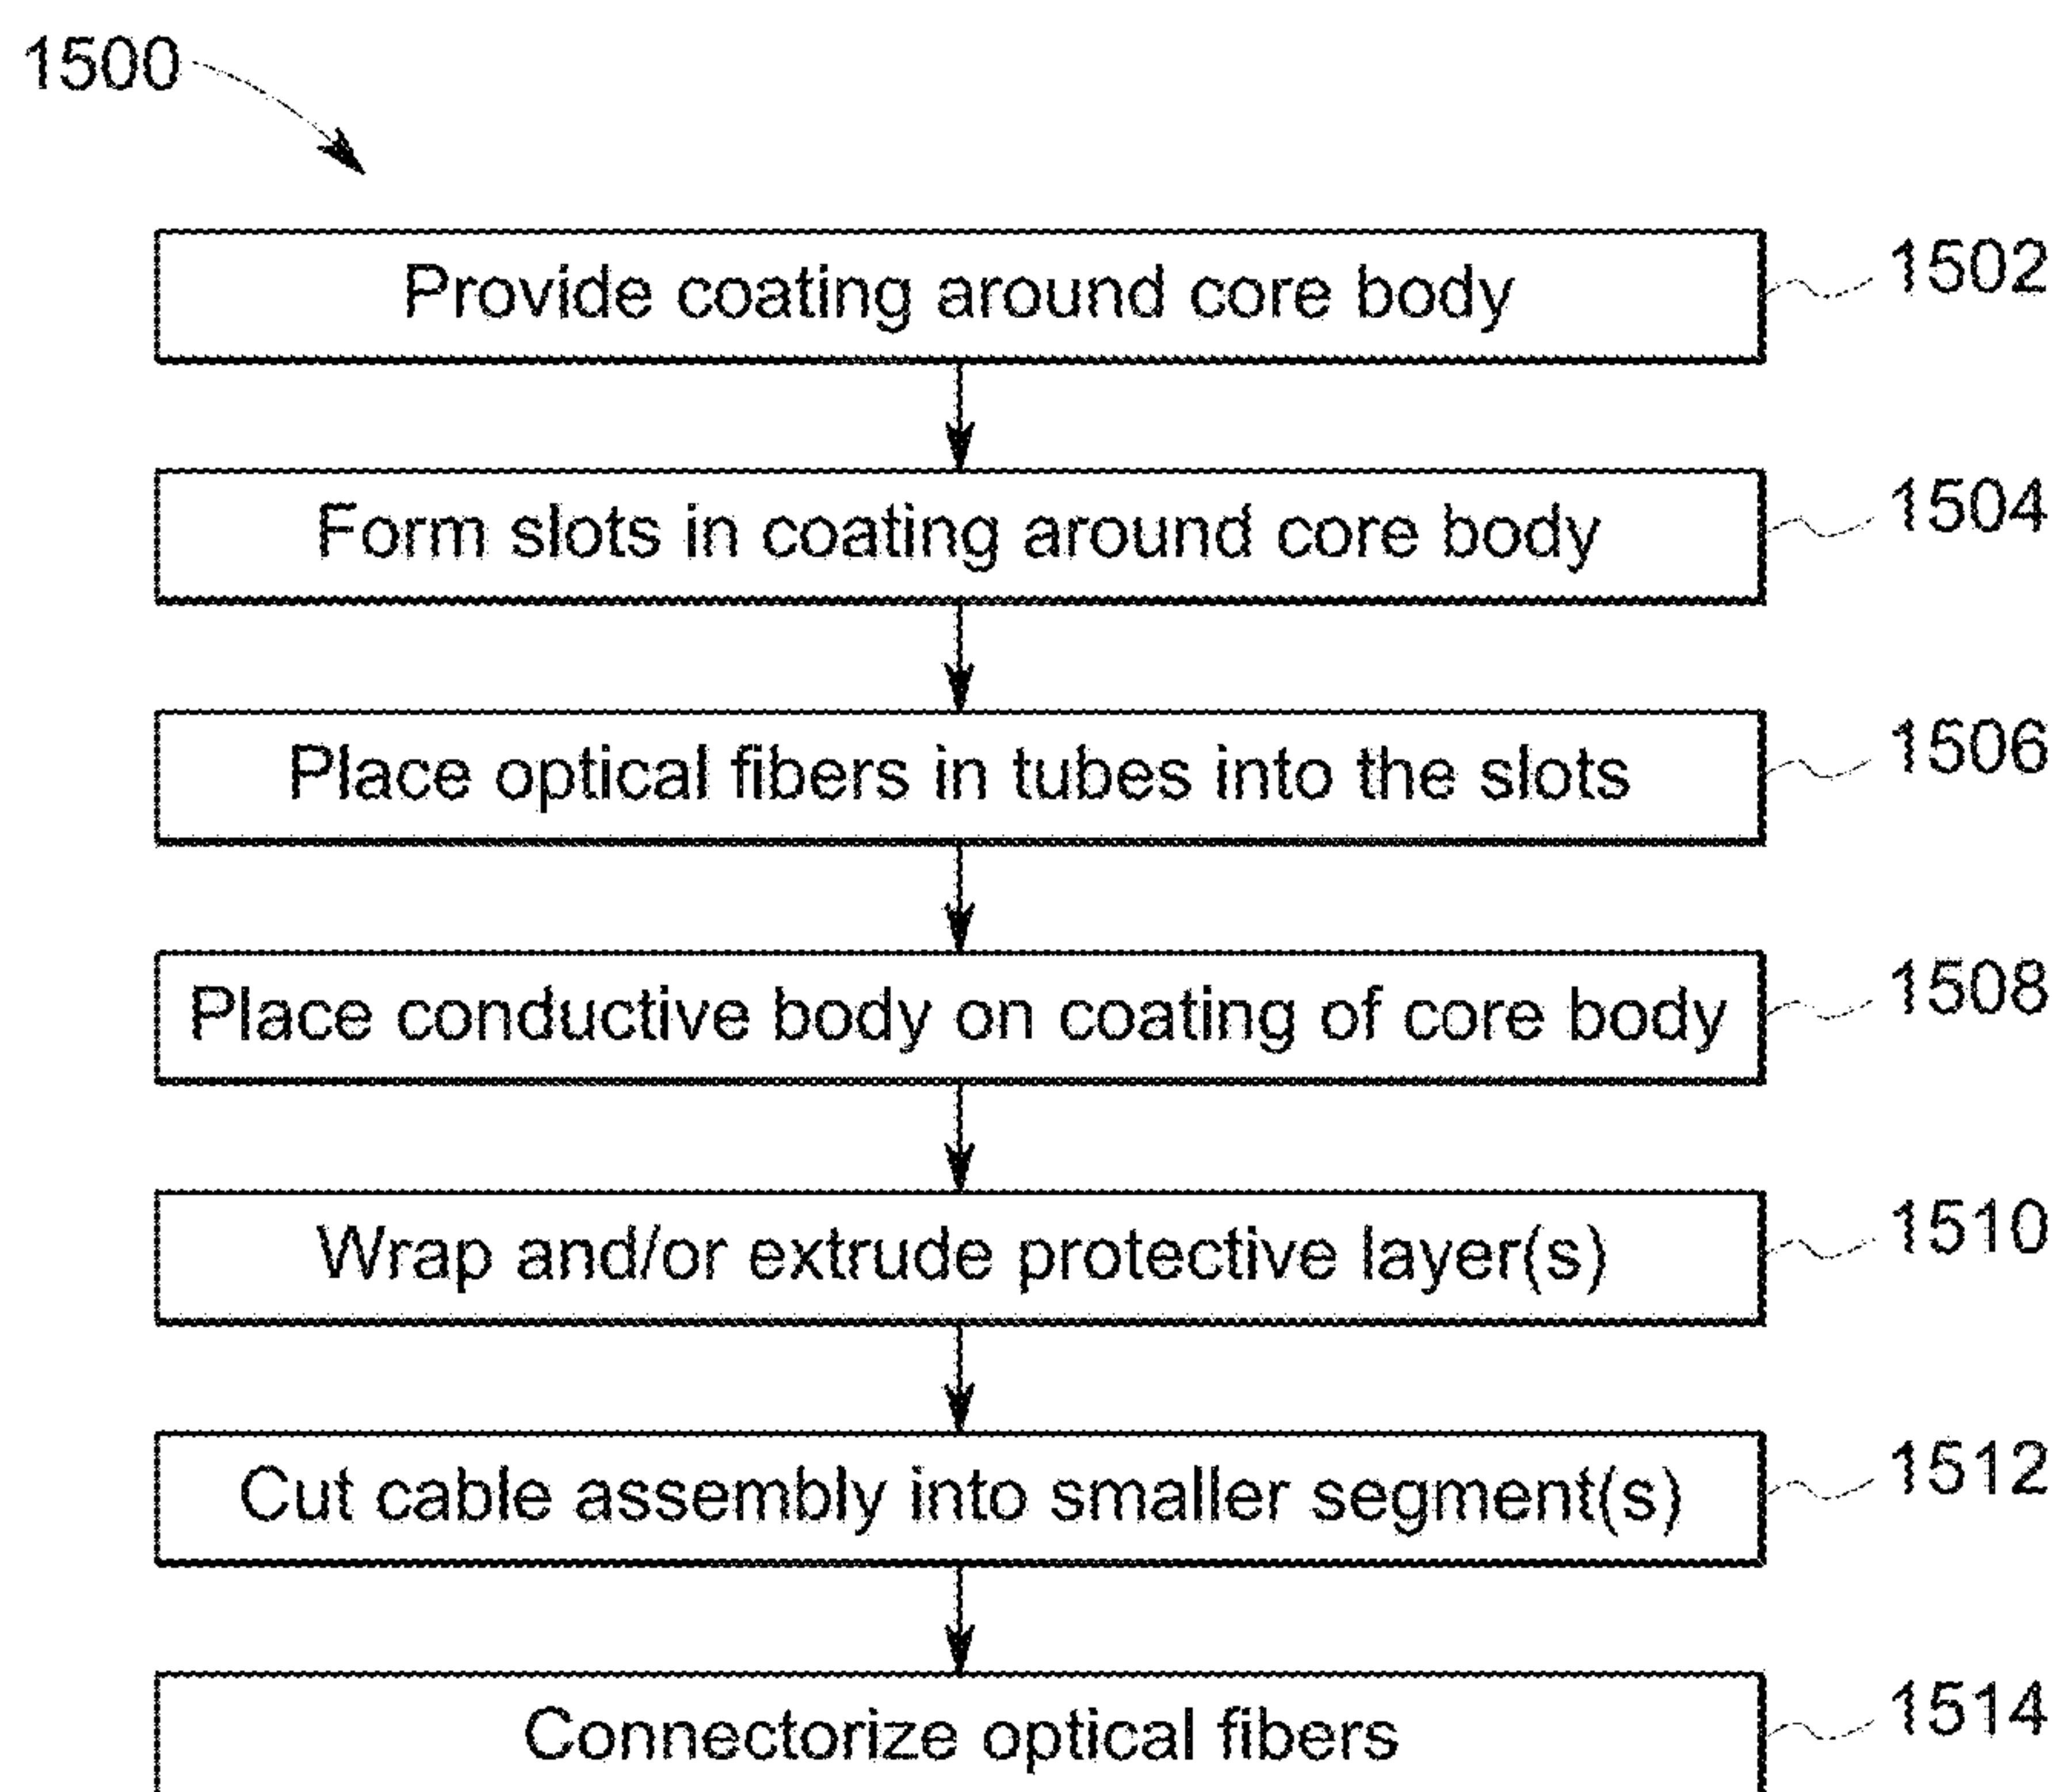 1500
Provide coating around core body 1502
Form slots in coating around core body 1504
Place optical fibers in tubes into the slots 1506
Place conductive body on coating of core body 1508
Wrap and/or extrude protective layer(s) 1510
Cut cable assembly into smaller segment(s) 1512
Connectorize optical fibers 1514